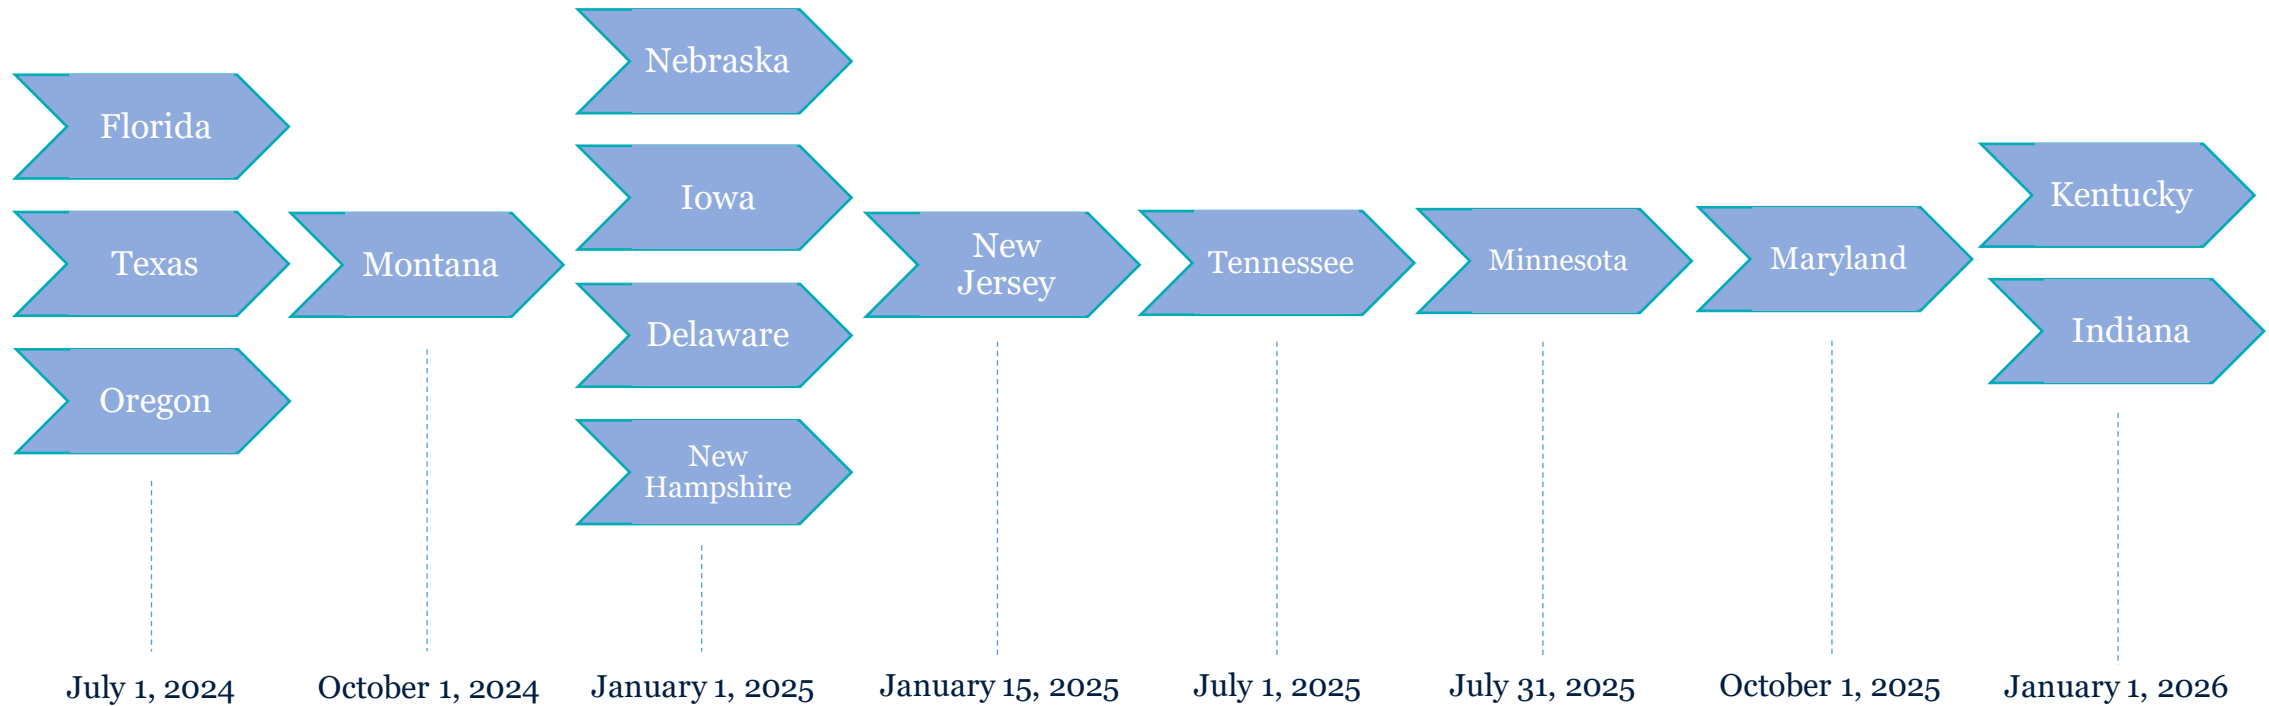 Florida
Texas
Oregon
Montana
Nebraska
Iowa
Delaware
New
Hampshire
New
Jersey
Tennessee
Minnesota
Maryland
Kentucky
Indiana
July 1, 2024
October 1, 2024
January 1, 2025
January 15, 2025
July 1, 2025
July 31, 2025
October 1, 2025
January 1, 2026